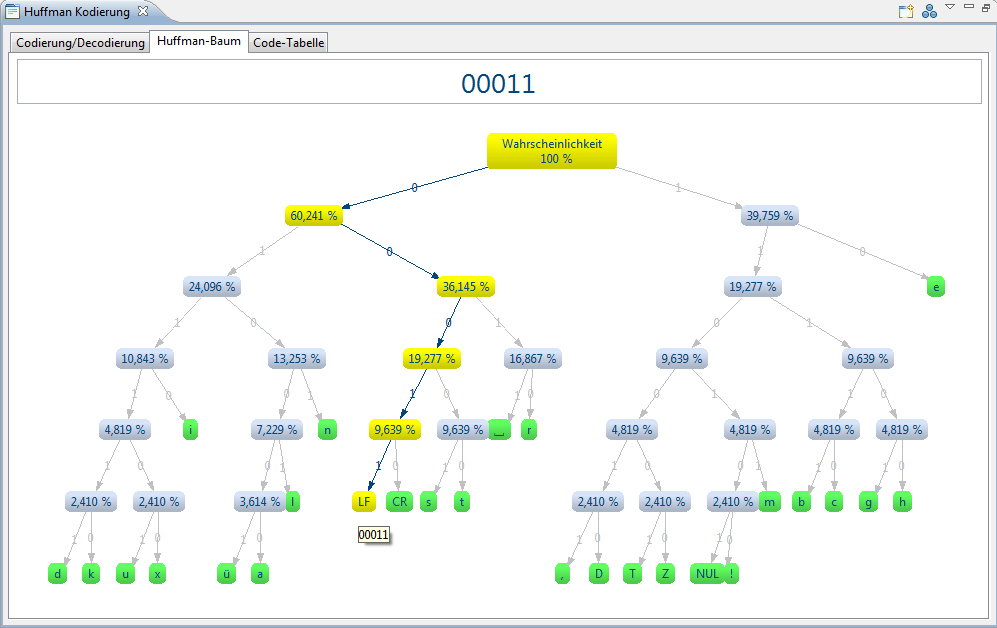 Huffman Kodierung
Codierung/Decodierung Huffman-Baum Code-Tabelle
00011
Wahrscheinlichkeit
100 %
0 1
60,241 % 39,759 %
1 0 1 0
24,096 % 36,145 % 19,277 % e
1 0 0 1 0 1
10,843 % 13,253 % 19,277 % 16,867 % 9,639 % 9,639 %
1 0 0 1 1 0 1 0 0 1 1 0
4,819 % i 7,229 % n 9,639 % 9,639 % ␣ r 4,819 % 4,819 % 4,819 % 4,819 %
1 0 0 1 1 0 1 0 1 0 0 1 1 0 1 0
2,410 % 2,410 % 3,614 % l LF CR s t 2,410 % 2,410 % 2,410 % m b c g h
00011
1 0 1 0 1 0 1 0 1 0 1 0
d k u x ü a , D T Z NUL !